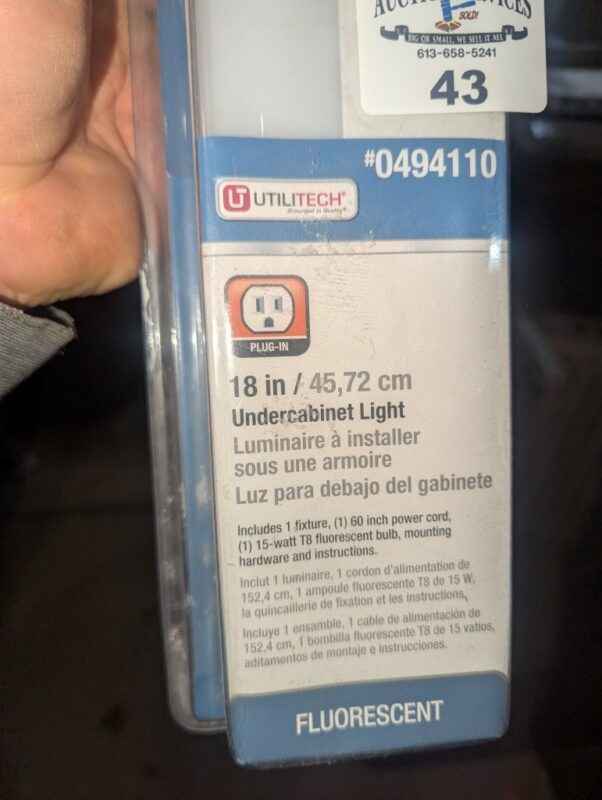 AUCTION SERVICES
SOLD!
BIG OR SMALL, WE SELL IT ALL
613-658-5241
43
#0494110
UT UTILITECH®
PLUG-IN
18 in / 45,72 cm
Undercabinet Light
Luminaire à installer
sous une armoire
Luz para debajo del gabinete
Includes 1 fixture, (1) 60 inch power cord,
(1) 15-watt T8 fluorescent bulb, mounting
hardware and instructions.
Inclut 1 luminaire, 1 cordon d'alimentation de
152,4 cm, 1 ampoule fluorescente T8 de 15 W,
la quincaillerie de fixation et les instructions,
Incluye 1 ensamble, 1 cable de alimentación de
152,4 cm, 1 bombilla fluorescente T8 de 15 vatios,
aditamentos de montaje e instrucciones.
FLUORESCENT